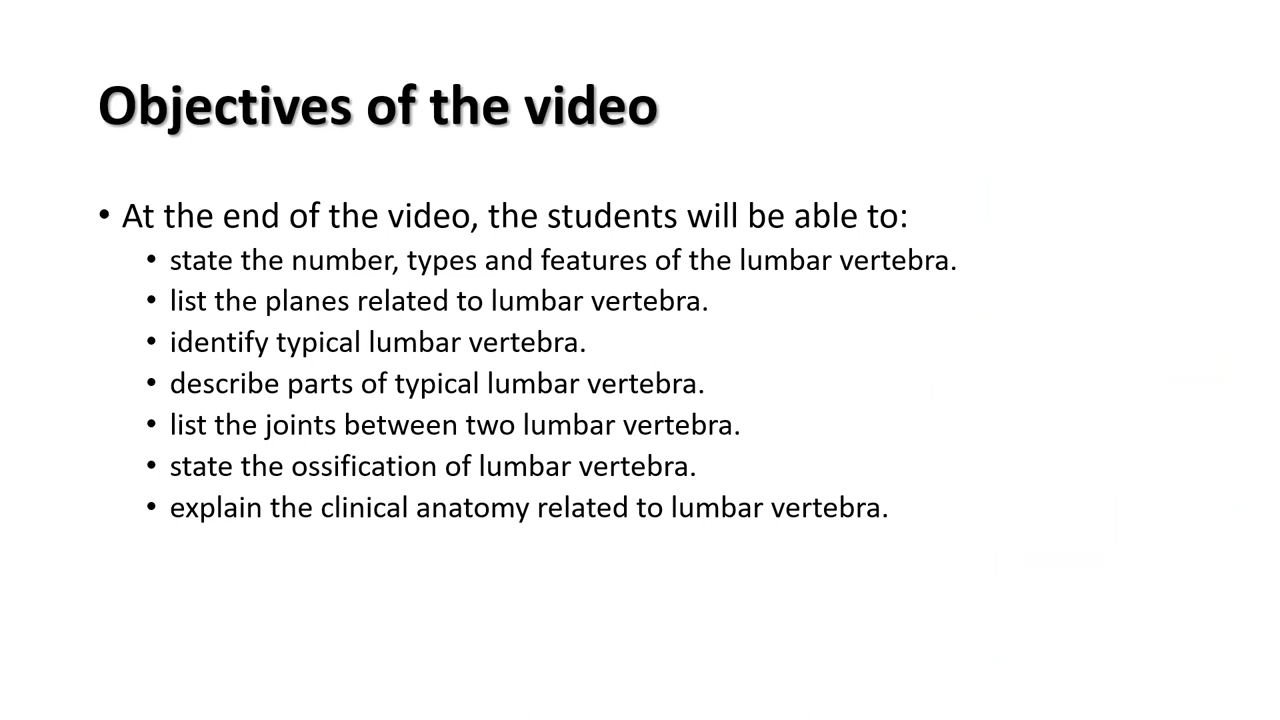 Objectives of the video
• At the end of the video, the students will be able to:
• state the number, types and features of the lumbar vertebra.
• list the planes related to lumbar vertebra.
• identify typical lumbar vertebra.
• describe parts of typical lumbar vertebra.
• list the joints between two lumbar vertebra.
• state the ossification of lumbar vertebra.
• explain the clinical anatomy related to lumbar vertebra.